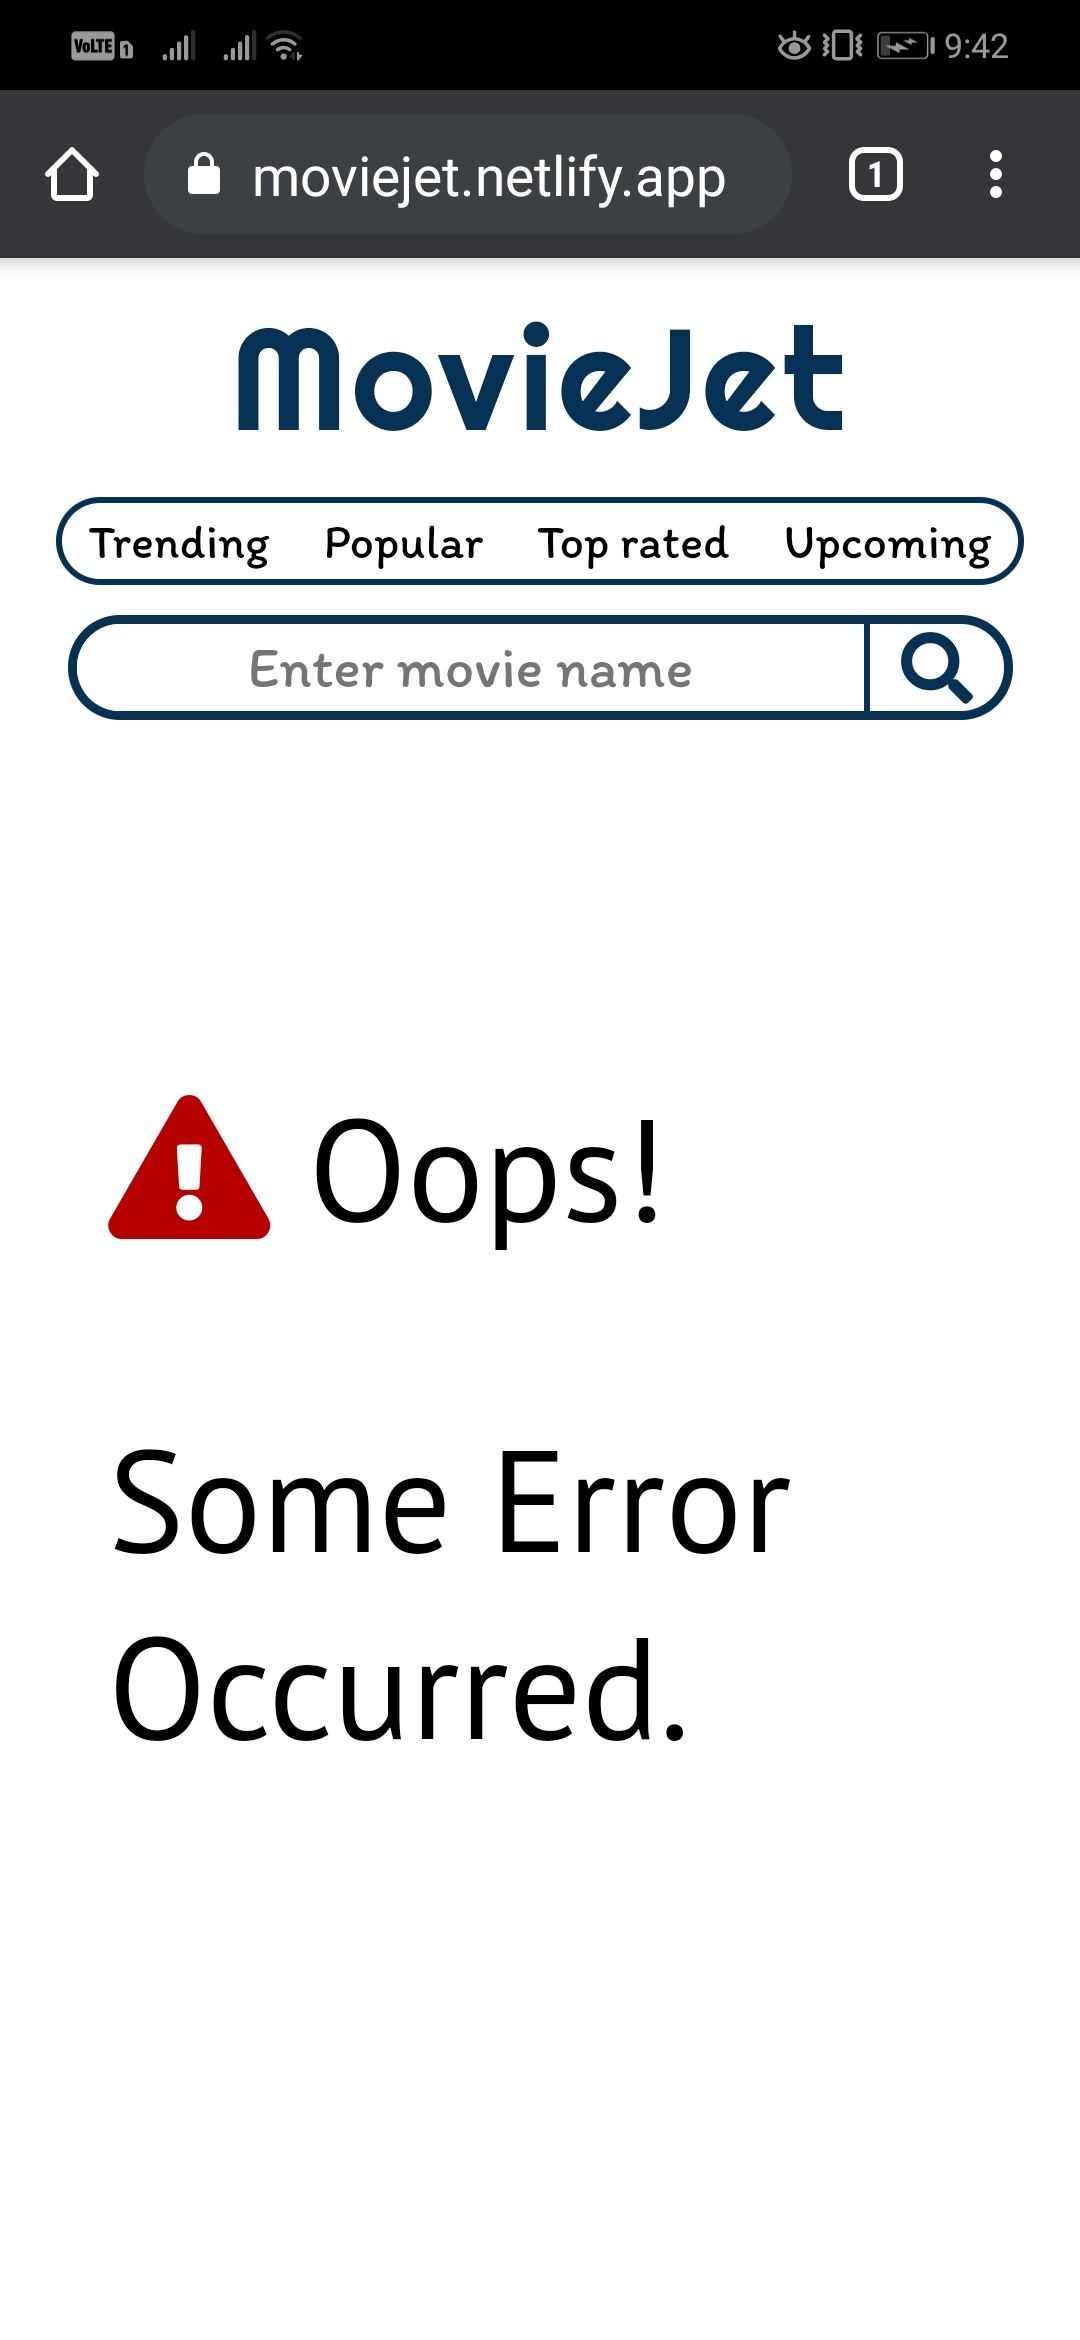 VoLTE 1 9:42
moviejet.netlify.app 1
MovieJet
Trending Popular Top rated Upcoming
Enter movie name
Oops!
Some Error
Occurred.